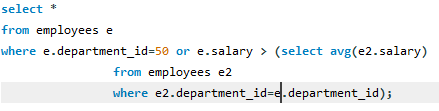 select *
from employees e
where e.department_id=50 or e.salary > (select avg(e2.salary)
from employees e2
where e2.department_id=e.department_id);